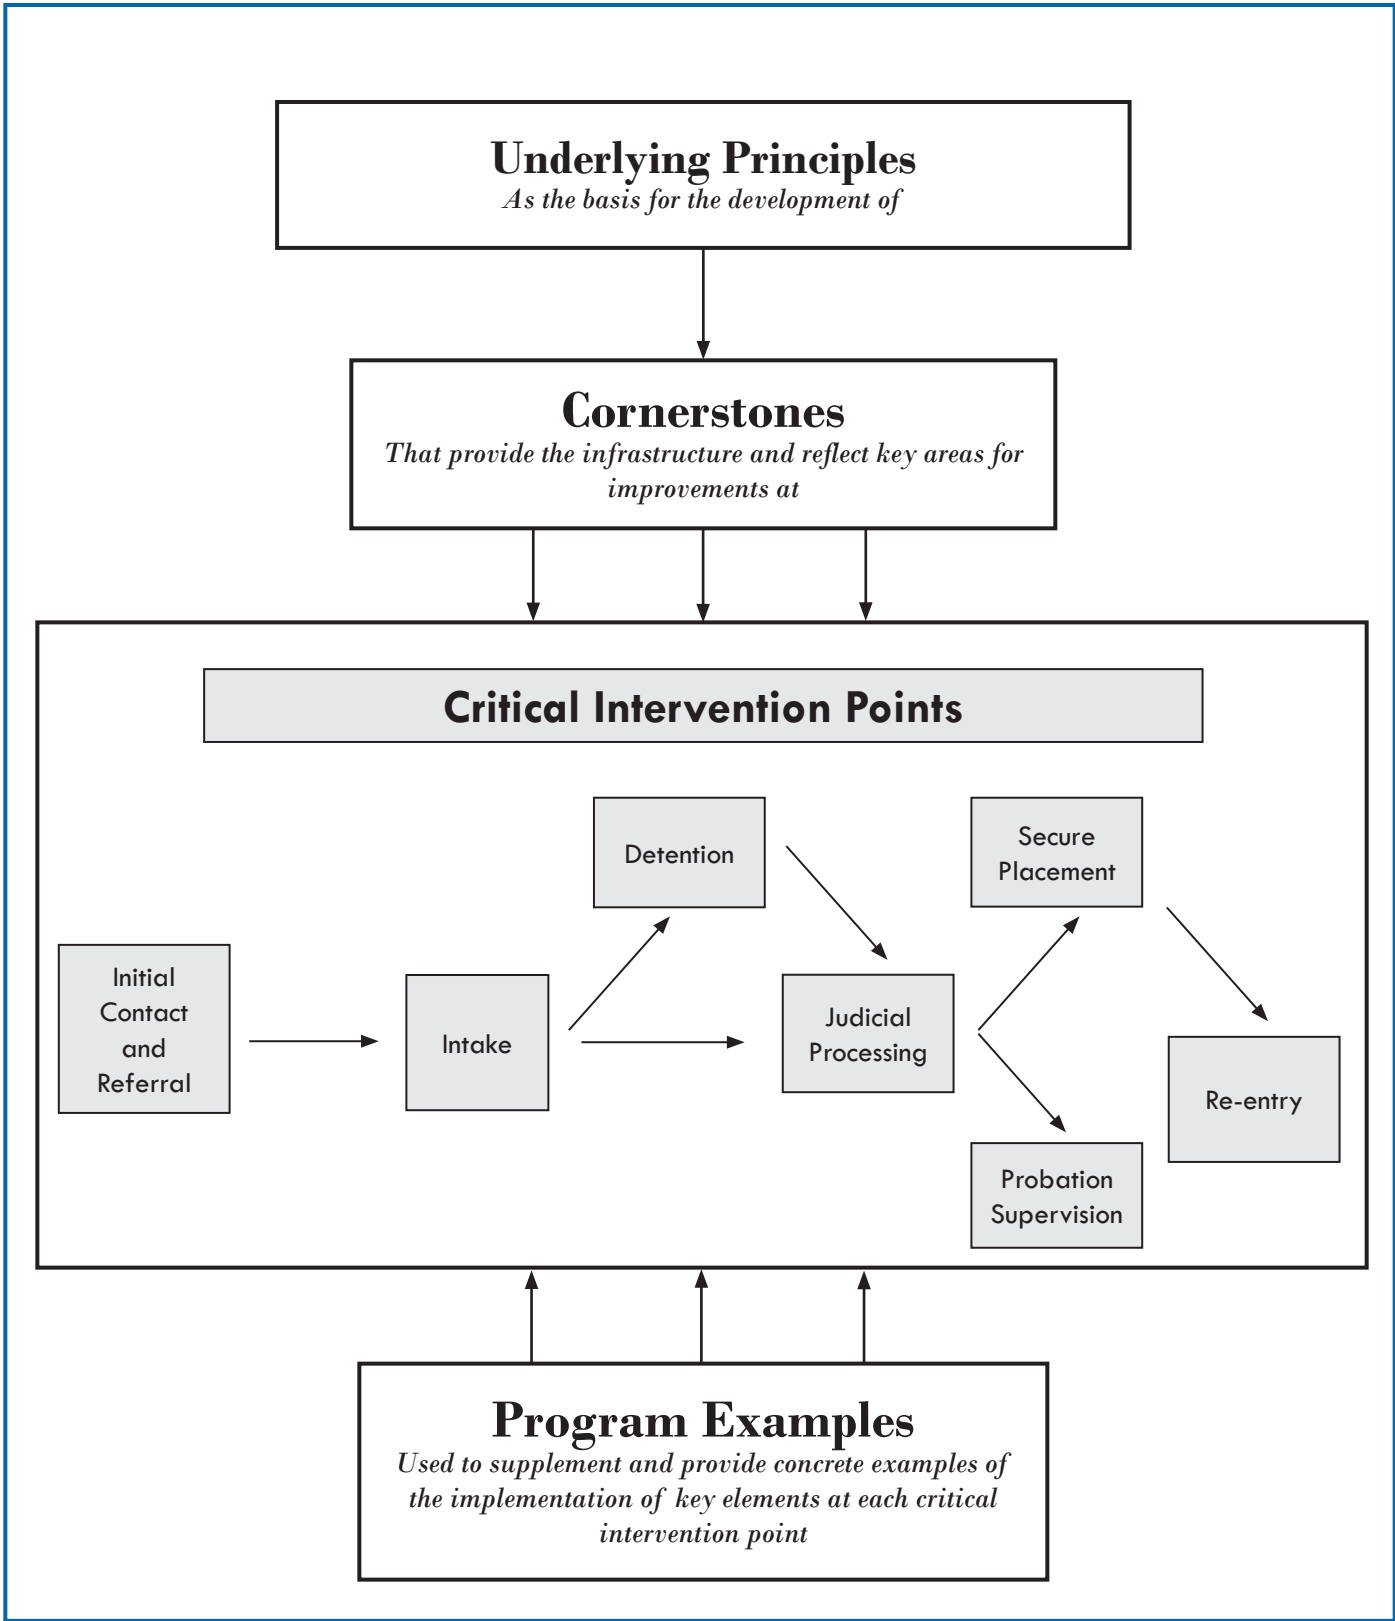 Underlying Principles
As the basis for the development of
Cornerstones
That provide the infrastructure and reflect key areas for
improvements at
Critical Intervention Points
Initial
Contact
and
Referral
Intake
Detention
Judicial
Processing
Secure
Placement
Probation
Supervision
Re-entry
Program Examples
Used to supplement and provide concrete examples of
the implementation of key elements at each critical
intervention point